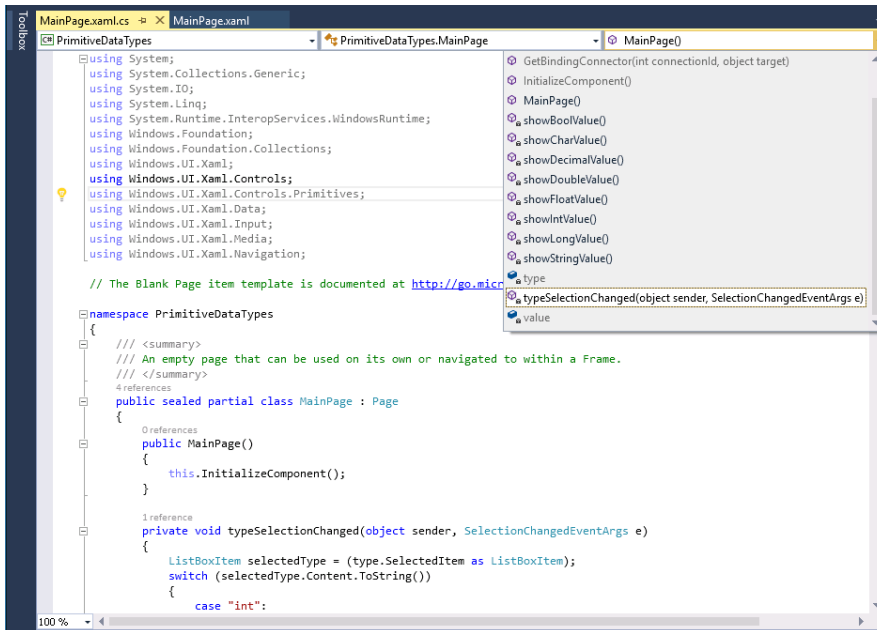 Toolbox
MainPage.xaml.cs MainPage.xaml
C# PrimitiveDataTypes PrimitiveDataTypes.MainPage MainPage()
using System;
using System.Collections.Generic;
using System.IO;
using System.Linq;
using System.Runtime.InteropServices.WindowsRuntime;
using Windows.Foundation;
using Windows.Foundation.Collections;
using Windows.UI.Xaml;
using Windows.UI.Xaml.Controls;
using Windows.UI.Xaml.Controls.Primitives;
using Windows.UI.Xaml.Data;
using Windows.UI.Xaml.Input;
using Windows.UI.Xaml.Media;
using Windows.UI.Xaml.Navigation;
// The Blank Page item template is documented at http://go.micr
namespace PrimitiveDataTypes
{
/// <summary>
/// An empty page that can be used on its own or navigated to within a Frame.
/// </summary>
4 references
public sealed partial class MainPage : Page
{
0 references
public MainPage()
{
this.InitializeComponent();
}
1 reference
private void typeSelectionChanged(object sender, SelectionChangedEventArgs e)
{
ListBoxItem selectedType = (type.SelectedItem as ListBoxItem);
switch (selectedType.Content.ToString())
{
case "int":
GetBindingConnector(int connectionId, object target)
InitializeComponent()
MainPage()
showBoolValue()
showCharValue()
showDecimalValue()
showDoubleValue()
showFloatValue()
showIntValue()
showLongValue()
showStringValue()
type
typeSelectionChanged(object sender, SelectionChangedEventArgs e)
value
100 %